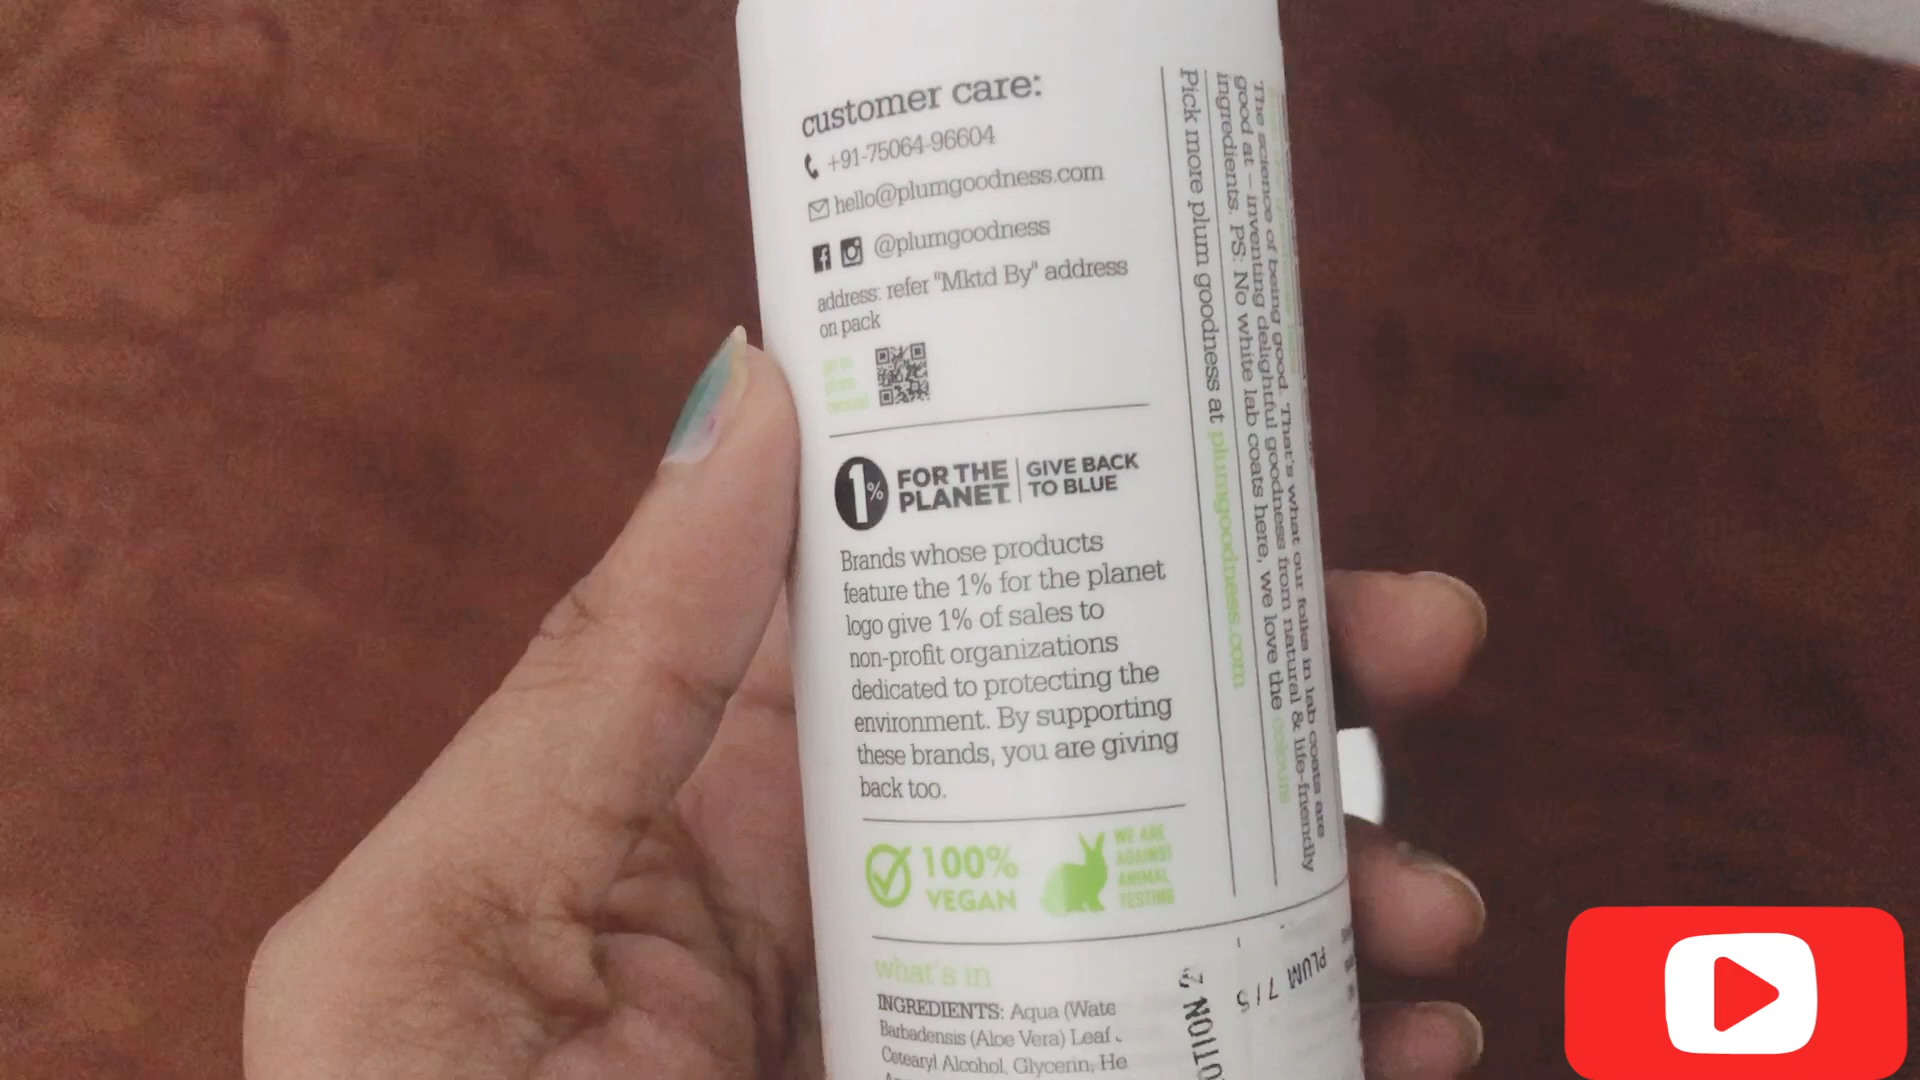 customer care:
+91-75064-96604
hello@plumgoodness.com
@plumgoodness
address: refer "Mktd By" address
on pack
1%
FOR THE
PLANET
GIVE BACK
TO BLUE
Brands whose products
feature the 1% for the planet
logo give 1% of sales to
non-profit organizations
dedicated to protecting the
environment. By supporting
these brands, you are giving
back too.
100%
VEGAN
WE ARE
AGAINST
ANIMAL
TESTING
what's in
INGREDIENTS: Aqua (Wate
Barbadensis (Aloe Vera) Leaf
Cetearyl Alcohol, Glycerin, He
The science of being good. That's what our folks in lab coats are
good at – inventing delightful goodness from natural & life-friendly
ingredients. PS: No white lab coats here, we love the colours
Pick more plum goodness at plumgoodness.com
PLUM 7/5